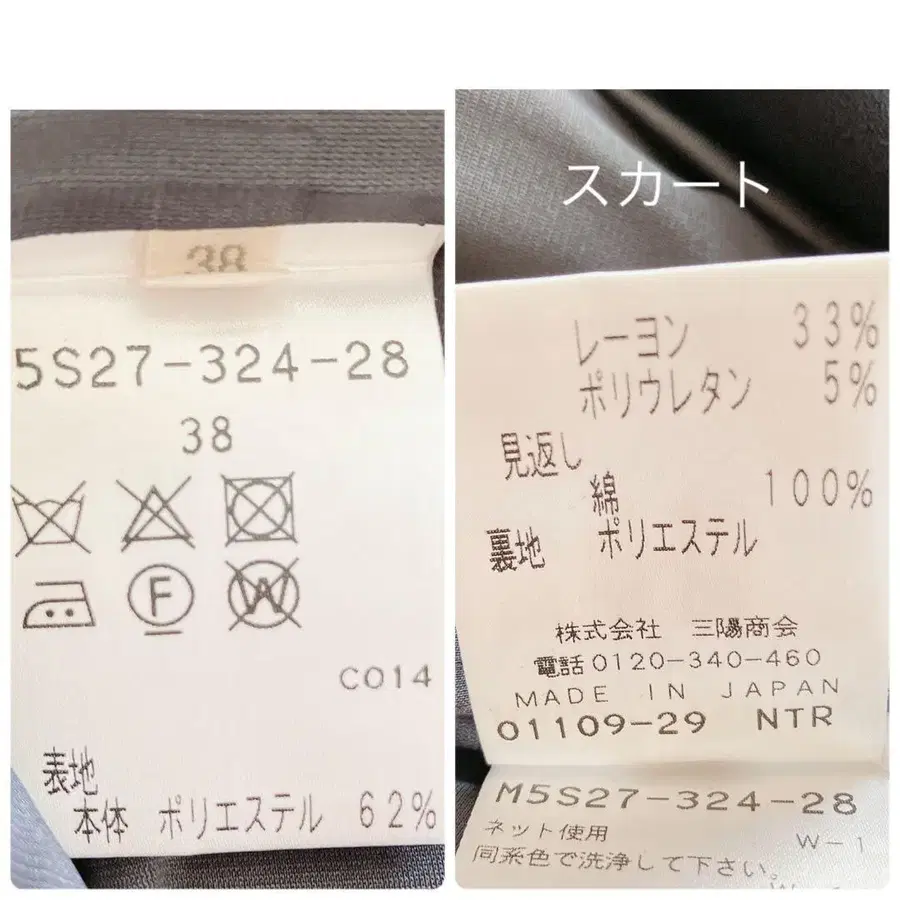 38
5S27-324-28
38
F
W
C014
表地
本体 ポリエステル 62%
スカート
レーヨン 33%
ポリウレタン 5%
見返し
綿 100%
裏地 ポリエステル
株式会社 三陽商会
電話0120-340-460
MADE IN JAPAN
01109-29 NTR
M5S27-324-28
ネット使用 W-1
同系色で洗浄して下さい。